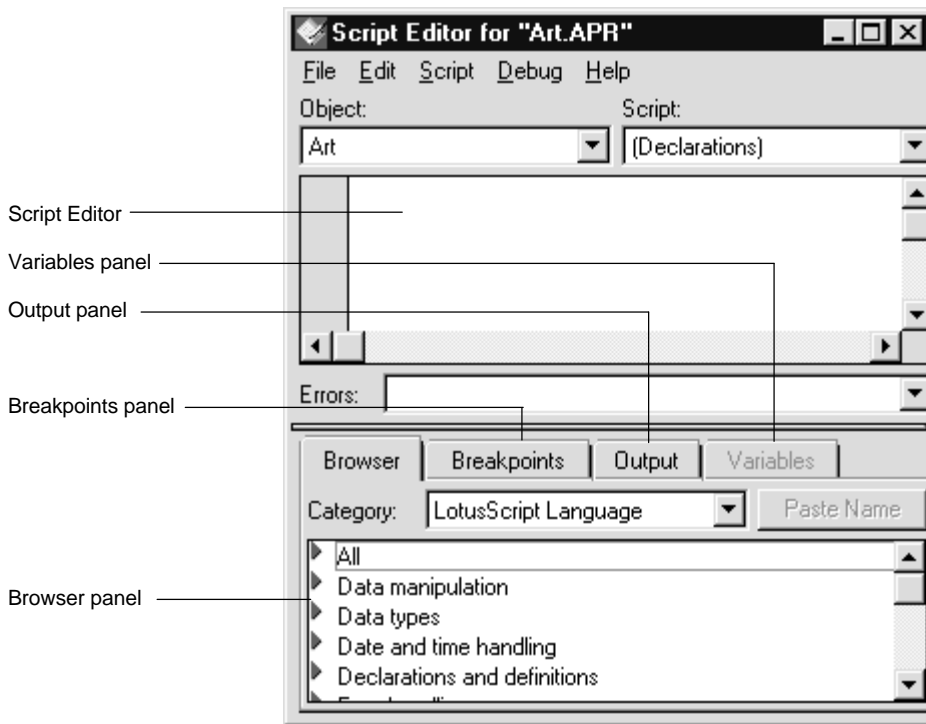 Script Editor for "Art.APR"
File Edit Script Debug Help
Object: Script:
Art (Declarations)
Script Editor
Variables panel
Output panel
Errors:
Breakpoints panel
Browser Breakpoints Output Variables
Category: LotusScript Language Paste Name
All
Data manipulation
Browser panel
Data types
Date and time handling
Declarations and definitions